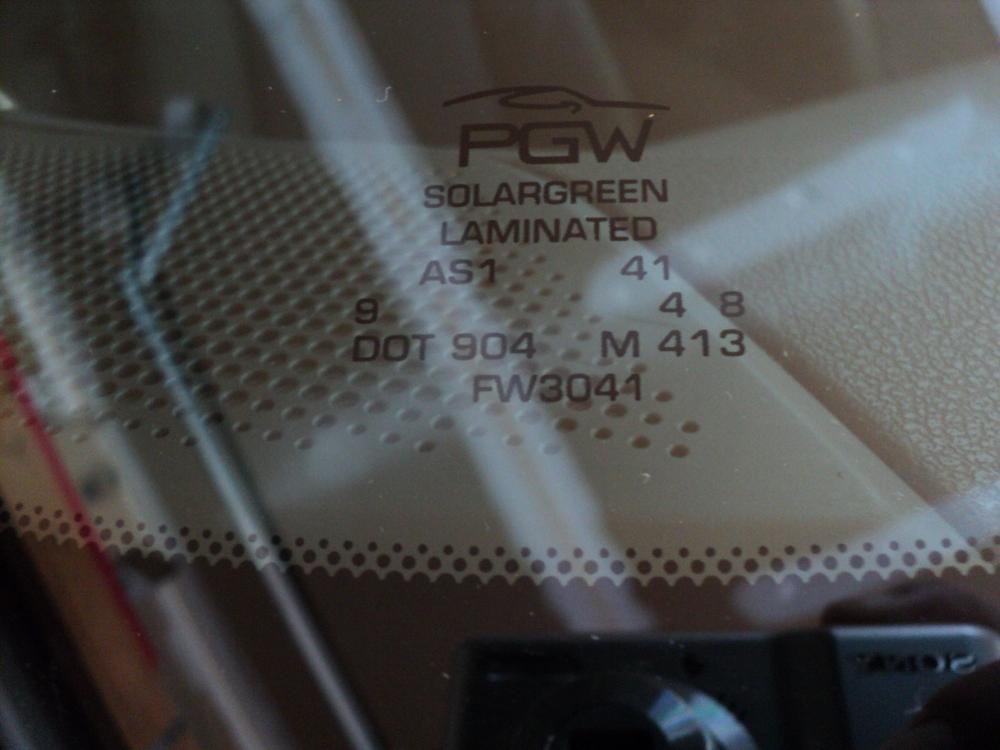 PGW
SOLARGREEN
LAMINATED
AS1 41
9 4 8
DOT 904 M 413
FW3041